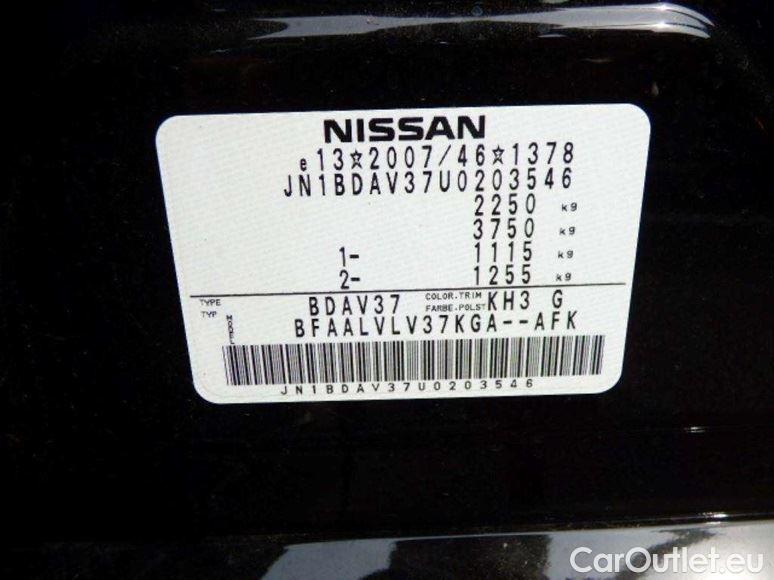 NISSAN
e13☆2007/46☆1378
JN1BDAV37U0203546
2250 kg
3750 kg
1- 1115 kg
2- 1255 kg
TYPE TYP BDAV37 COLOR.TRIM FARBE.POLST KH3 G
MODEL BFAALVLV37KGA--AFK
JN1BDAV37U0203546
CarOutlet.eu